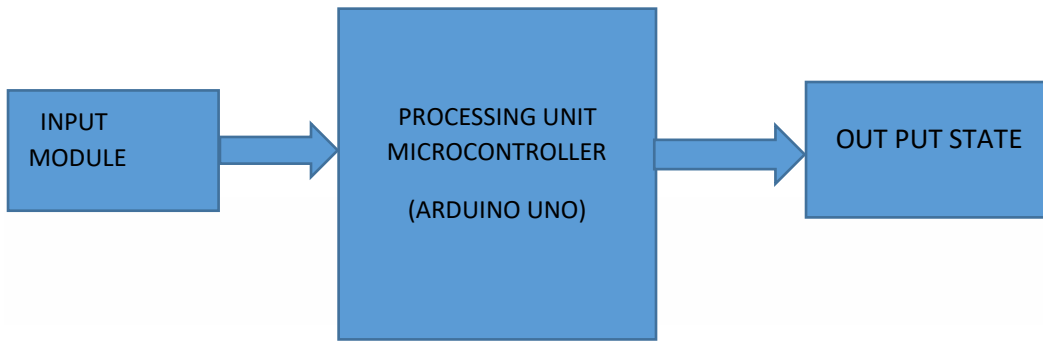 INPUT
MODULE
PROCESSING UNIT
MICROCONTROLLER
(ARDUINO UNO)
OUT PUT STATE